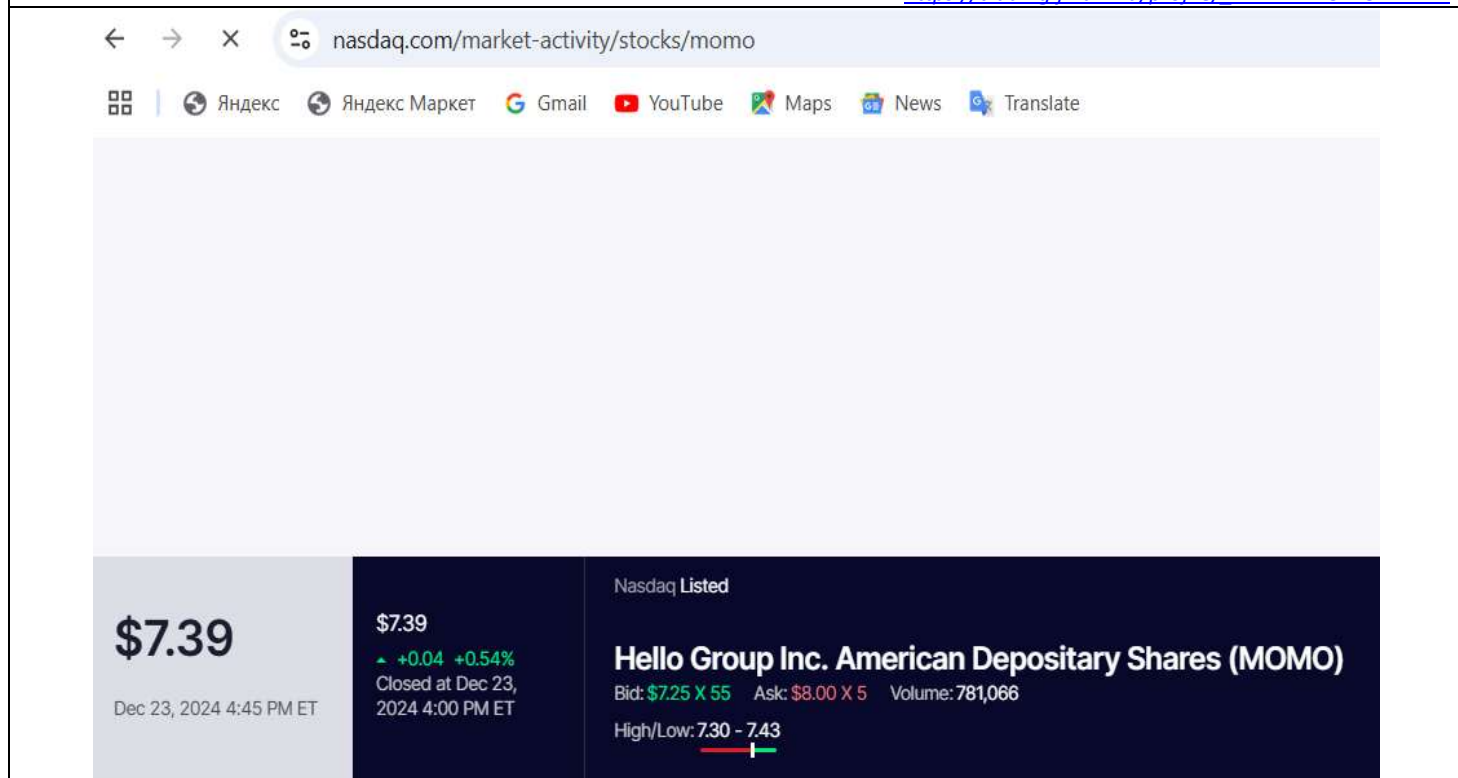 nasdaq.com/market-activity/stocks/momo
Яндекс Яндекс Маркет Gmail YouTube Maps News Translate
Nasdaq Listed
$7.39
$7.39
+0.04 +0.54%
Closed at Dec 23,
2024 4:00 PM ET
Dec 23, 2024 4:45 PM ET
Hello Group Inc. American Depositary Shares (MOMO)
Bid: $7.25 X 55 Ask: $8.00 X 5 Volume: 781,066
High/Low: 7.30 - 7.43